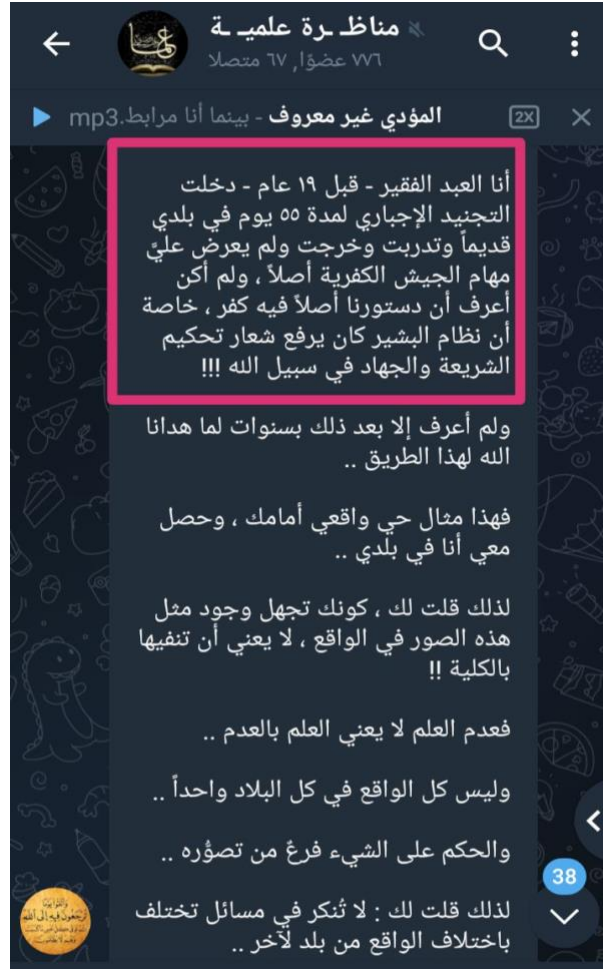 مناظـرة علميـة
٧٧٦ عضوًا, ٦٧ متصلا
المؤدي غير معروف - بينما أنا مرابط.mp3
2X
أنا العبد الفقير - قبل ١٩ عام - دخلت
التجنيد الإجباري لمدة ٥٥ يوم في بلدي
قديماً وتدربت وخرجت ولم يعرض عليَّ
مهام الجيش الكفرية أصلاً ، ولم أكن
أعرف أن دستورنا أصلاً فيه كفر ، خاصة
أن نظام البشير كان يرفع شعار تحكيم
الشريعة والجهاد في سبيل الله !!!
ولم أعرف إلا بعد ذلك بسنوات لما هدانا
الله لهذا الطريق ..
فهذا مثال حي واقعي أمامك ، وحصل
معي أنا في بلدي ..
لذلك قلت لك ، كونك تجهل وجود مثل
هذه الصور في الواقع ، لا يعني أن تنفيها
بالكلية !!
فعدم العلم لا يعني العلم بالعدم ..
وليس كل الواقع في كل البلاد واحداً ..
والحكم على الشيء فرعٌ من تصوُّره ..
38
لذلك قلت لك : لا تُنكر في مسائل تختلف
باختلاف الواقع من بلد لآخر ..